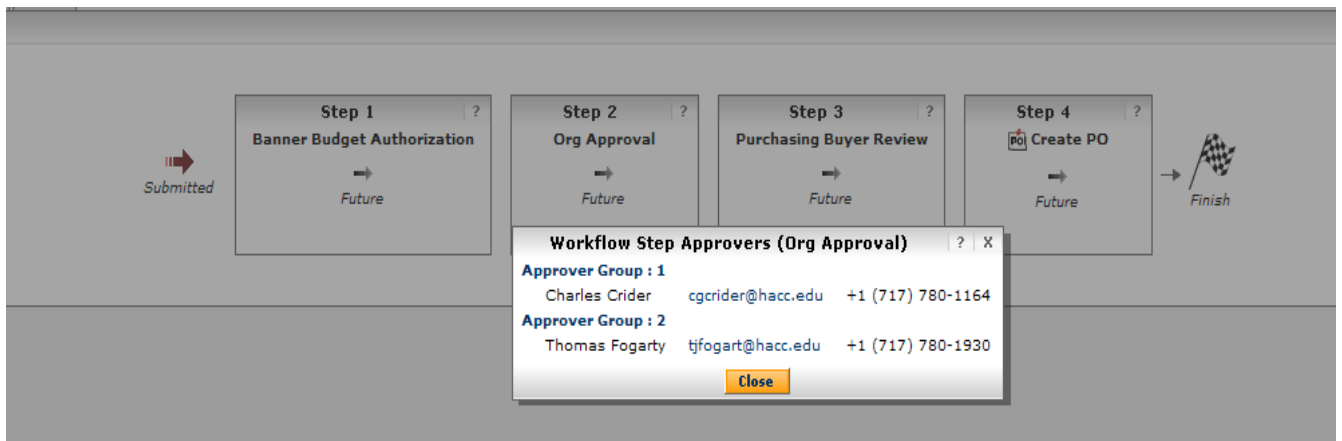 Step 1 ?
Banner Budget Authorization
Future
Step 2 ?
Org Approval
Future
Step 3 ?
Purchasing Buyer Review
Future
Step 4 ?
PO Create PO
Future
Submitted
Finish
Workflow Step Approvers (Org Approval) ? X
Approver Group : 1
Charles Crider cgcrider@hacc.edu +1 (717) 780-1164
Approver Group : 2
Thomas Fogarty tjfogart@hacc.edu +1 (717) 780-1930
Close